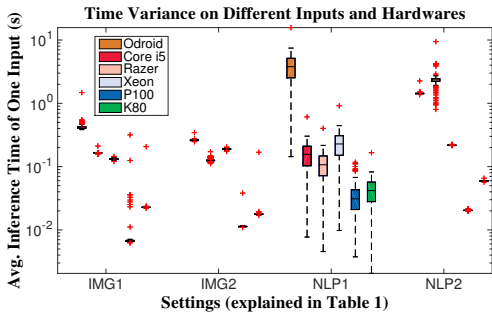 Time Variance on Different Inputs and Hardwares
Avg. Inference Time of One Input (s)
10^1
10^0
10^-1
10^-2
Odroid
Core i5
Razer
Xeon
P100
K80
IMG1 IMG2 NLP1 NLP2
Settings (explained in Table 1)